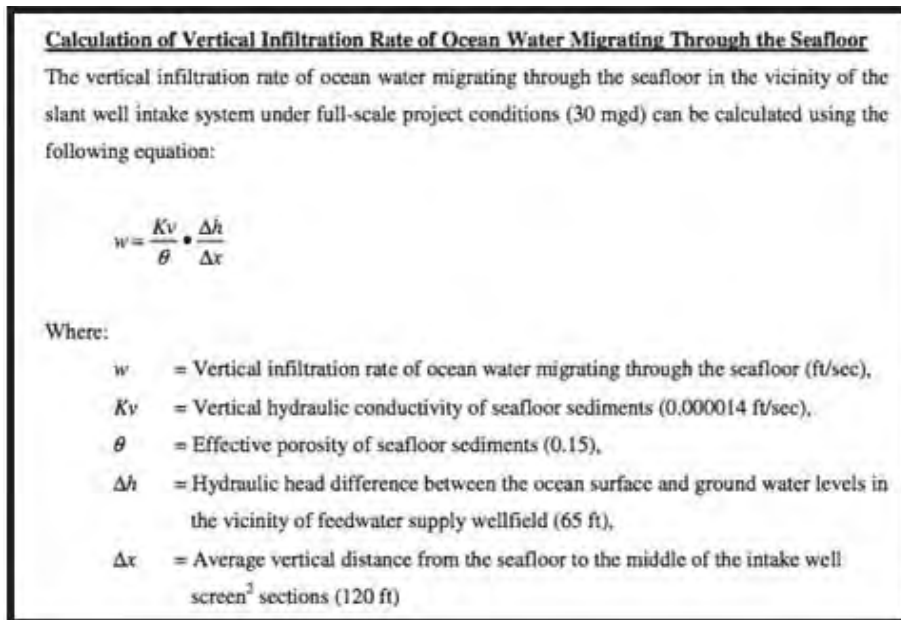 Calculation of Vertical Infiltration Rate of Ocean Water Migrating Through the Seafloor
The vertical infiltration rate of ocean water migrating through the seafloor in the vicinity of the
slant well intake system under full-scale project conditions (30 mgd) can be calculated using the
following equation:
w = Kv/θ • Δh/Δx
Where:
w = Vertical infiltration rate of ocean water migrating through the seafloor (ft/sec),
Kv = Vertical hydraulic conductivity of seafloor sediments (0.000014 ft/sec),
θ = Effective porosity of seafloor sediments (0.15),
Δh = Hydraulic head difference between the ocean surface and ground water levels in
the vicinity of feedwater supply wellfield (65 ft),
Δx = Average vertical distance from the seafloor to the middle of the intake well
screen² sections (120 ft)